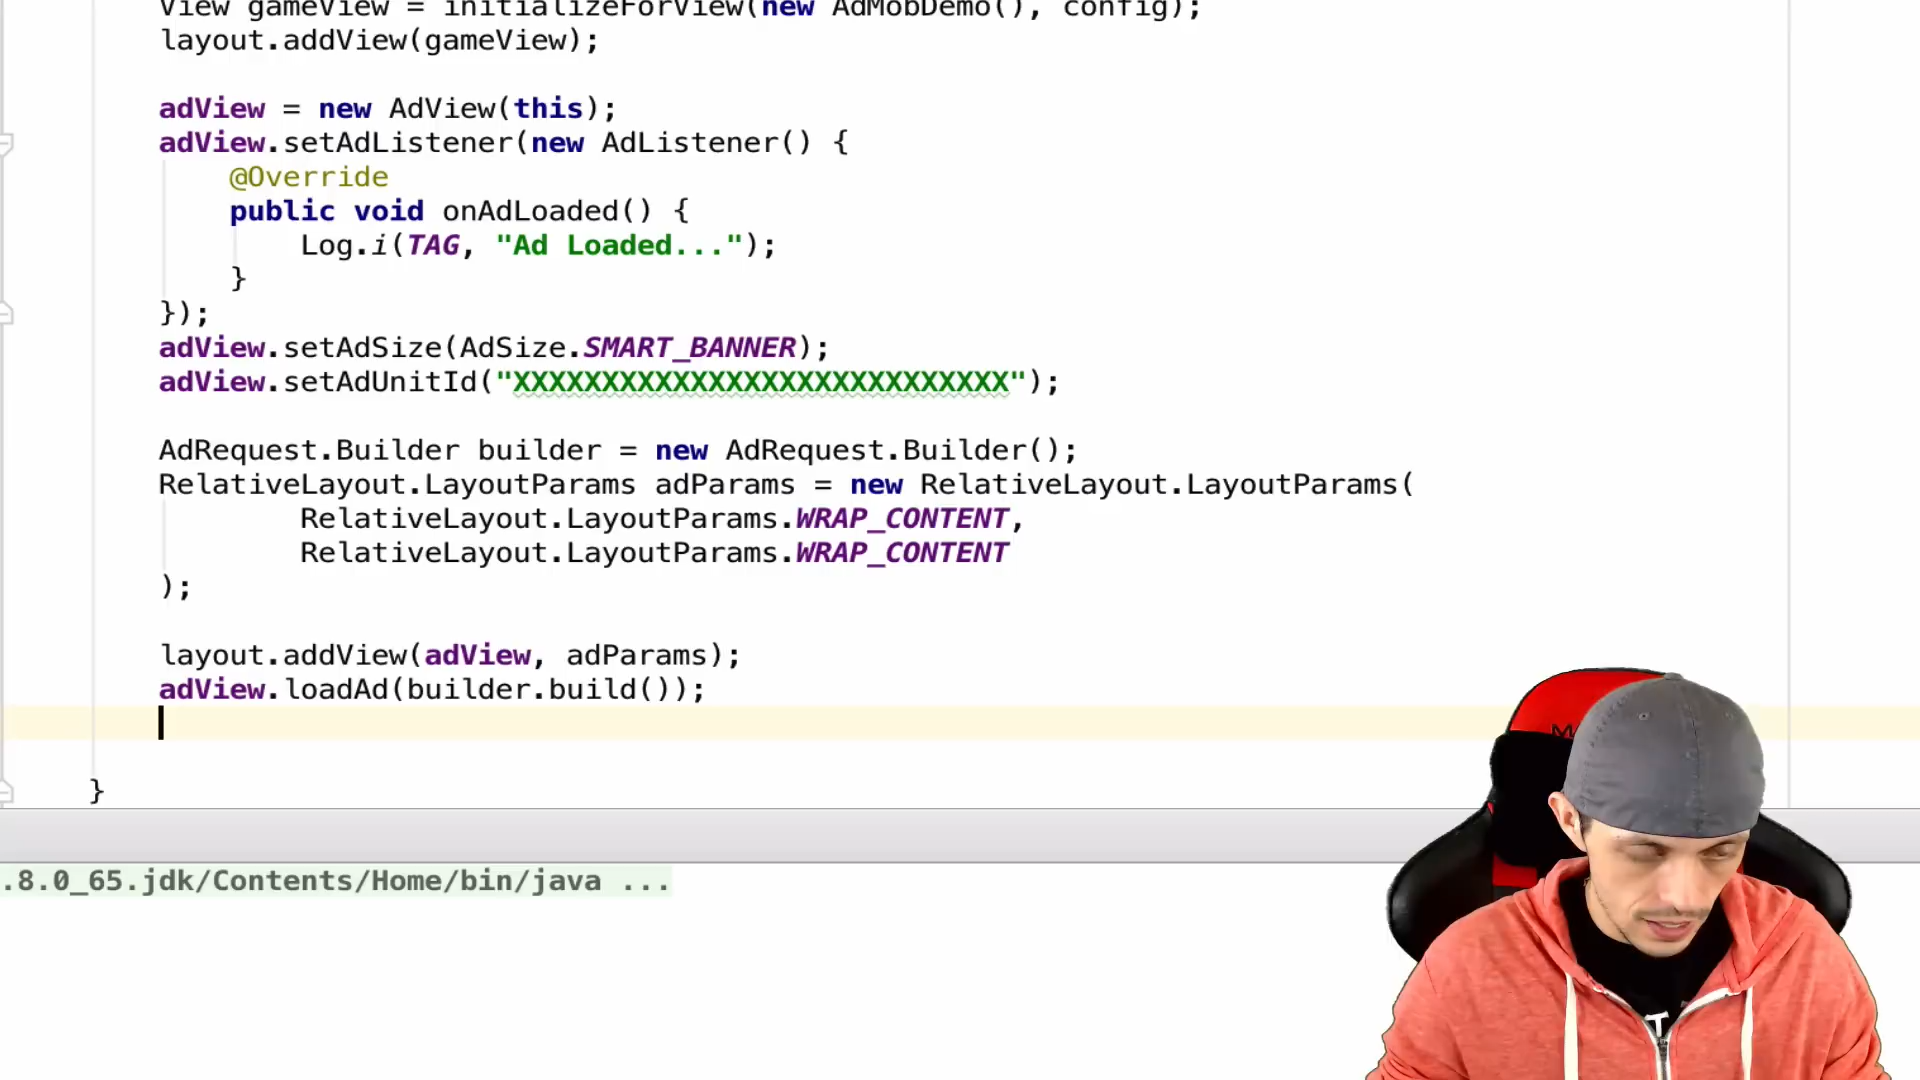 View gameView = initializeForView(new AdMobDemo(), config);
layout.addView(gameView);
adView = new AdView(this);
adView.setAdListener(new AdListener() {
@Override
public void onAdLoaded() {
Log.i(TAG, "Ad Loaded...");
}
});
adView.setAdSize(AdSize.SMART_BANNER);
adView.setAdUnitId("XXXXXXXXXXXXXXXXXXXXXXXXXXXX");
AdRequest.Builder builder = new AdRequest.Builder();
RelativeLayout.LayoutParams adParams = new RelativeLayout.LayoutParams(
RelativeLayout.LayoutParams.WRAP_CONTENT,
RelativeLayout.LayoutParams.WRAP_CONTENT
);
layout.addView(adView, adParams);
adView.loadAd(builder.build());
}
.8.0_65.jdk/Contents/Home/bin/java ...